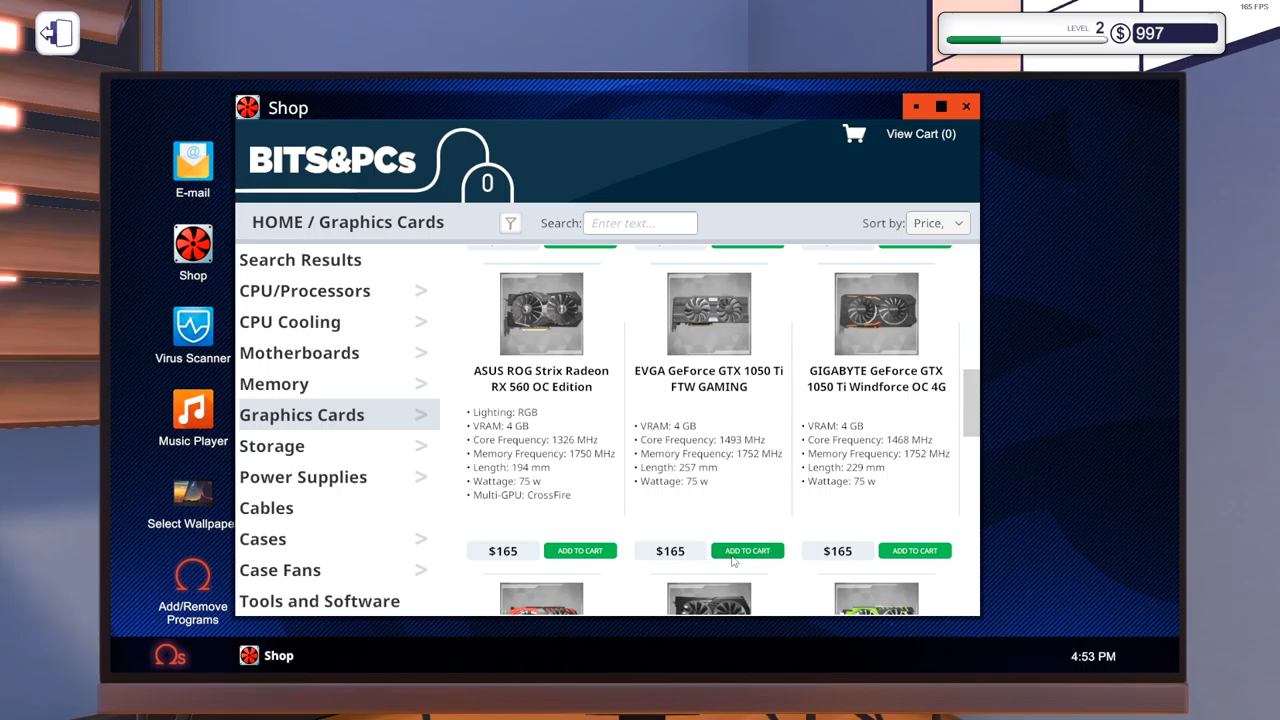 165 FPS
LEVEL 2 $ 997
Shop
BITS&PCs
View Cart (0)
HOME / Graphics Cards
Search: Enter text...
Sort by: Price,
E-mail
Shop
Virus Scanner
Music Player
Select Wallpape
Add/Remove
Programs
Search Results
CPU/Processors >
CPU Cooling >
Motherboards >
Memory >
Graphics Cards >
Storage >
Power Supplies >
Cables
Cases >
Case Fans >
Tools and Software
ASUS ROG Strix Radeon
RX 560 OC Edition
• Lighting: RGB
• VRAM: 4 GB
• Core Frequency: 1326 MHz
• Memory Frequency: 1750 MHz
• Length: 194 mm
• Wattage: 75 w
• Multi-GPU: CrossFire
$165 ADD TO CART
EVGA GeForce GTX 1050 Ti
FTW GAMING
• VRAM: 4 GB
• Core Frequency: 1493 MHz
• Memory Frequency: 1752 MHz
• Length: 257 mm
• Wattage: 75 w
$165 ADD TO CART
GIGABYTE GeForce GTX
1050 Ti Windforce OC 4G
• VRAM: 4 GB
• Core Frequency: 1468 MHz
• Memory Frequency: 1752 MHz
• Length: 229 mm
• Wattage: 75 w
$165 ADD TO CART
Ωs
Shop
4:53 PM